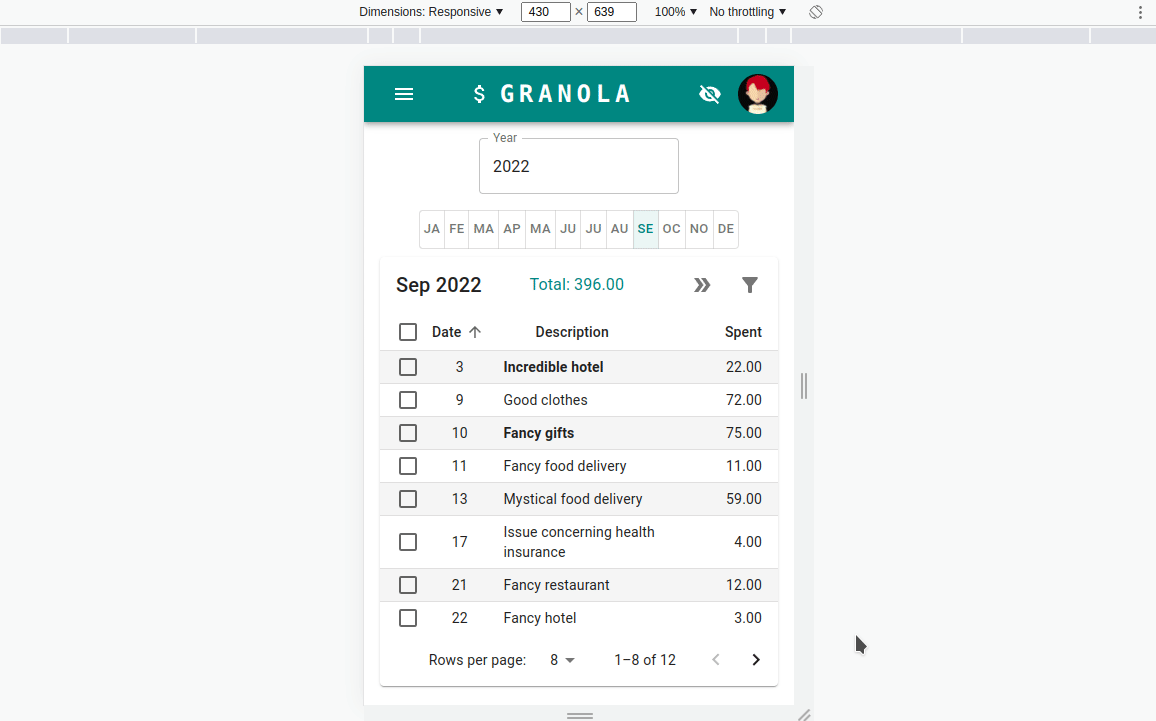 Dimensions: Responsive 430 × 639 100% No throttling
$ GRANOLA
Year
2022
JA FE MA AP MA JU JU AU SE OC NO DE
Sep 2022 Total: 396.00
Date Description Spent
3 Incredible hotel 22.00
9 Good clothes 72.00
10 Fancy gifts 75.00
11 Fancy food delivery 11.00
13 Mystical food delivery 59.00
17 Issue concerning health insurance 4.00
21 Fancy restaurant 12.00
22 Fancy hotel 3.00
Rows per page: 8 1–8 of 12